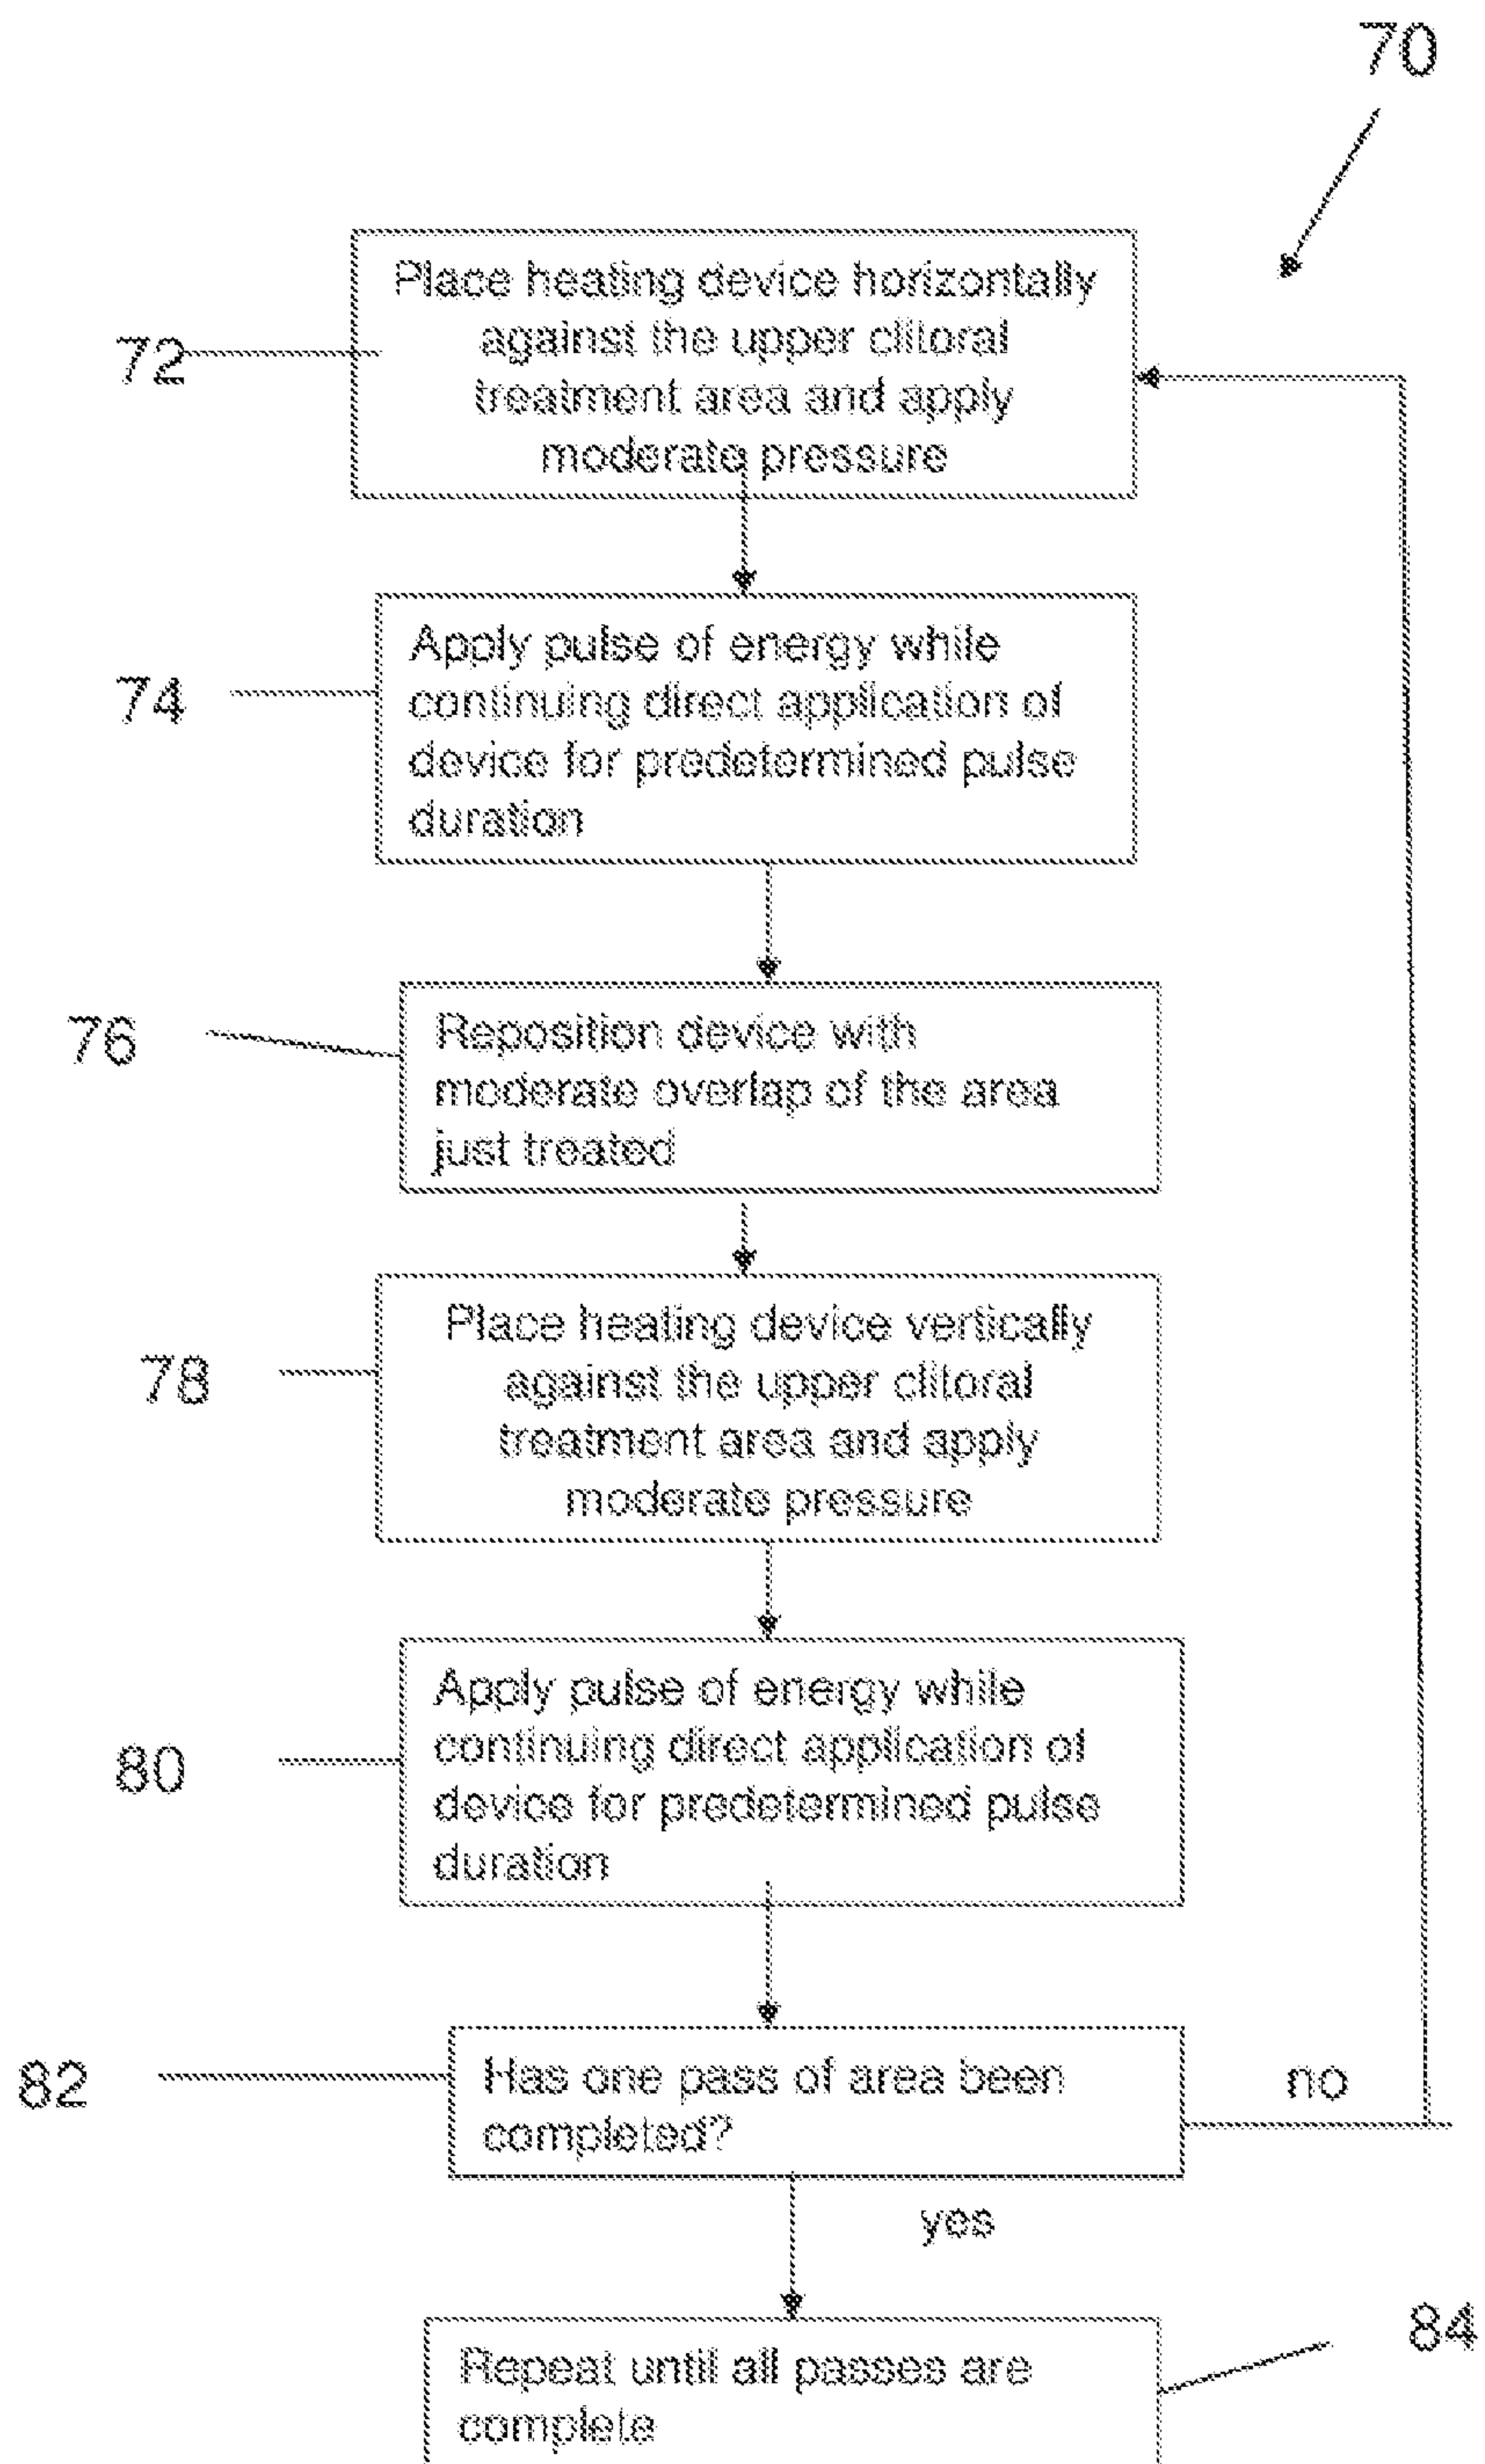 70
Place heating device horizontally
against the upper clitoral
treatment area and apply
moderate pressure
72
Apply pulse of energy while
continuing direct application of
device for predetermined pulse
duration
74
Reposition device with
moderate overlap of the area
just treated
76
Place heating device vertically
against the upper clitoral
treatment area and apply
moderate pressure
78
Apply pulse of energy while
continuing direct application of
device for predetermined pulse
duration
80
Has one pass of area been
completed?
82
no
yes
Repeat until all passes are
complete
84